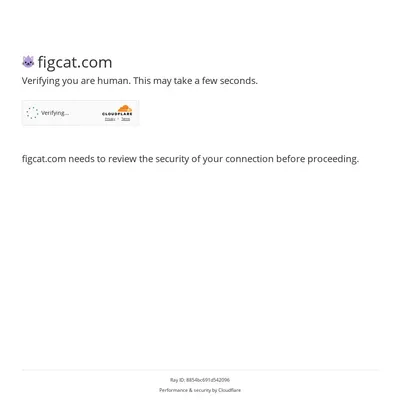 figcat.com
Verifying you are human. This may take a few seconds.
Verifying...
CLOUDFLARE
Privacy • Terms
figcat.com needs to review the security of your connection before proceeding.
Ray ID: 8854bc691d542096
Performance & security by Cloudflare